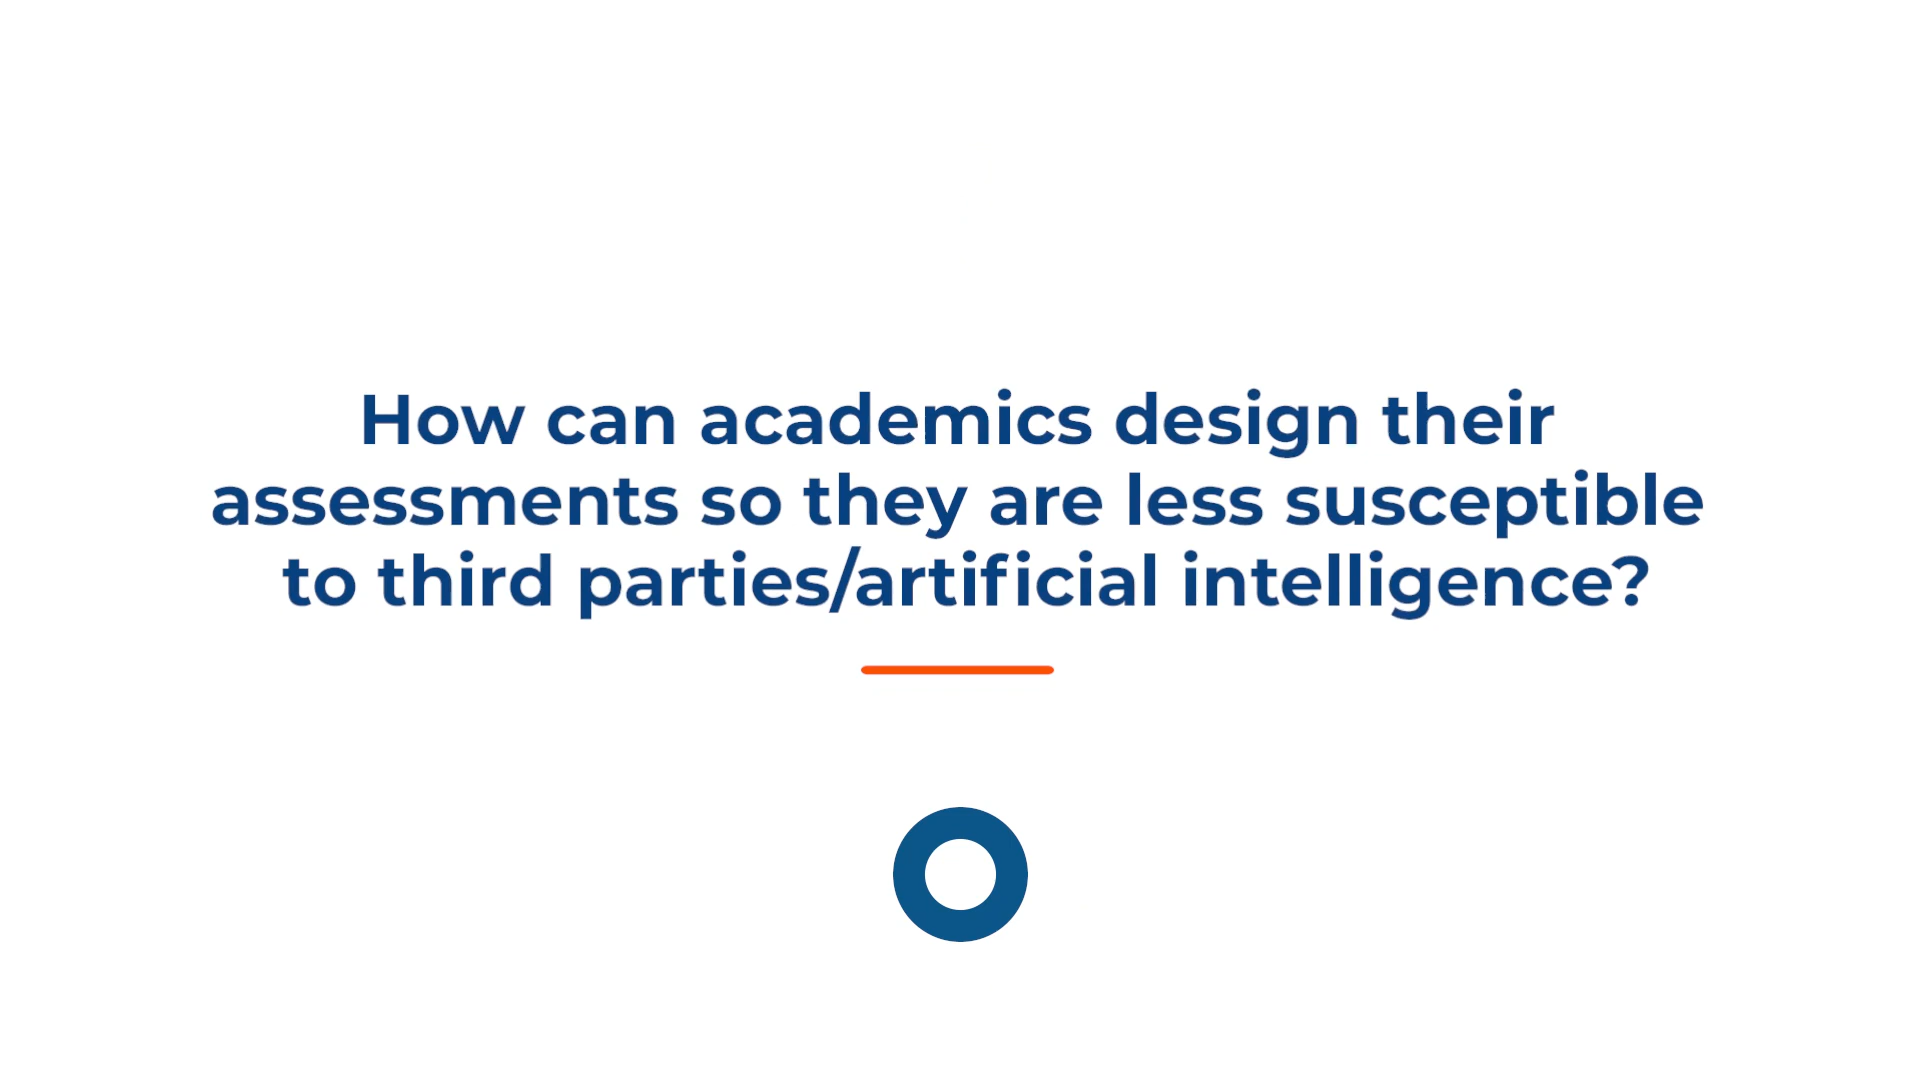 How can academics design their
assessments so they are less susceptible
to third parties/artificial intelligence?